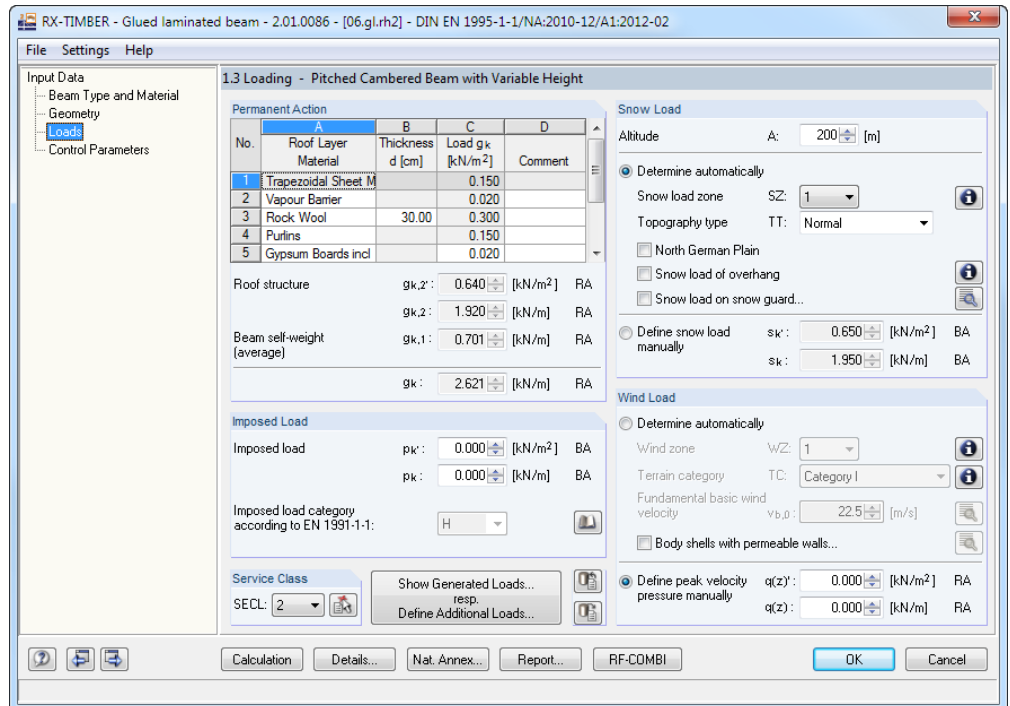 RX-TIMBER - Glued laminated beam - 2.01.0086 - [06.gl.rh2] - DIN EN 1995-1-1/NA:2010-12/A1:2012-02
File Settings Help
Input Data
Beam Type and Material
Geometry
Loads
Control Parameters
1.3 Loading - Pitched Cambered Beam with Variable Height
Permanent Action
A B C D
No. Roof Layer Thickness Load gk
Material d [cm] [kN/m²] Comment
1 Trapezoidal Sheet M 0.150
2 Vapour Barrier 0.020
3 Rock Wool 30.00 0.300
4 Purlins 0.150
5 Gypsum Boards incl 0.020
Roof structure gk,2': 0.640 [kN/m²] RA
gk,2: 1.920 [kN/m] RA
Beam self-weight gk,1: 0.701 [kN/m] RA
(average)
gk: 2.621 [kN/m] RA
Imposed Load
Imposed load pk': 0.000 [kN/m²] BA
pk: 0.000 [kN/m] BA
Imposed load category
according to EN 1991-1-1: H
Service Class
SECL: 2
Show Generated Loads...
resp.
Define Additional Loads...
Snow Load
Altitude A: 200 [m]
Determine automatically
Snow load zone SZ: 1
Topography type TT: Normal
North German Plain
Snow load of overhang
Snow load on snow guard...
Define snow load sk': 0.650 [kN/m²] BA
manually
sk: 1.950 [kN/m] BA
Wind Load
Determine automatically
Wind zone WZ: 1
Terrain category TC: Category I
Fundamental basic wind
velocity vb,0: 22.5 [m/s]
Body shells with permeable walls...
Define peak velocity q(z)': 0.000 [kN/m²] RA
pressure manually
q(z): 0.000 [kN/m] RA
Calculation Details... Nat. Annex... Report... RF-COMBI OK Cancel